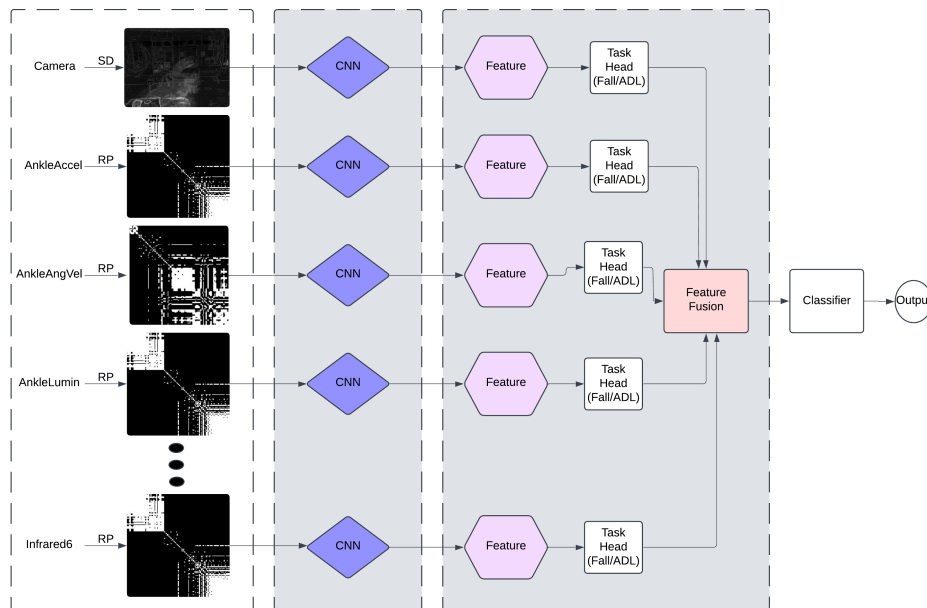 Camera
SD
CNN
Feature
Task
Head
(Fall/ADL)
AnkleAccel
RP
CNN
Feature
Task
Head
(Fall/ADL)
AnkleAngVel
RP
CNN
Feature
Task
Head
(Fall/ADL)
Feature
Fusion
Classifier
Outpu
AnkleLumin
RP
CNN
Feature
Task
Head
(Fall/ADL)
Infrared6
RP
CNN
Feature
Task
Head
(Fall/ADL)